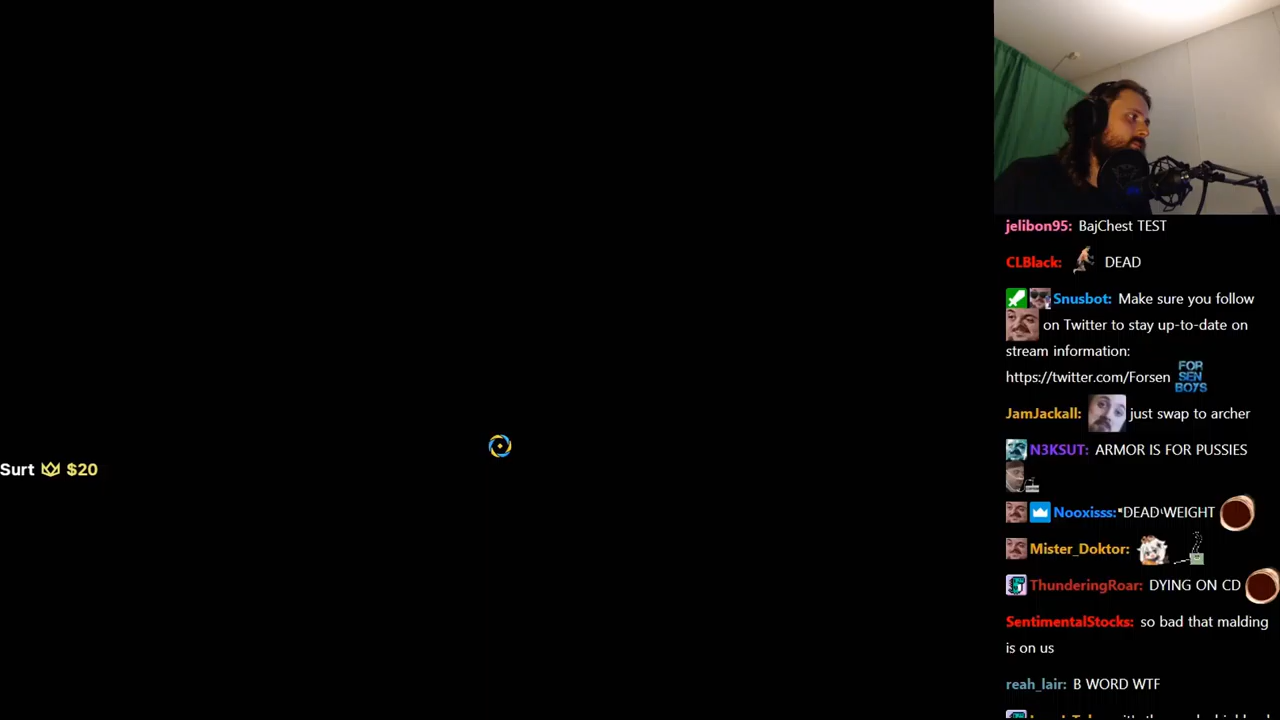 jelibon95: BajChest TEST
CLBlack: DEAD
Snusbot: Make sure you follow
on Twitter to stay up-to-date on
stream information:
https://twitter.com/Forsen FOR
SEN
BOYS
JamJackall: just swap to archer
N3KSUT: ARMOR IS FOR PUSSIES
Surt $20
Nooxisss: DEAD WEIGHT
Mister_Doktor:
ThunderingRoar: DYING ON CD
SentimentalStocks: so bad that malding
is on us
reah_lair: B WORD WTF